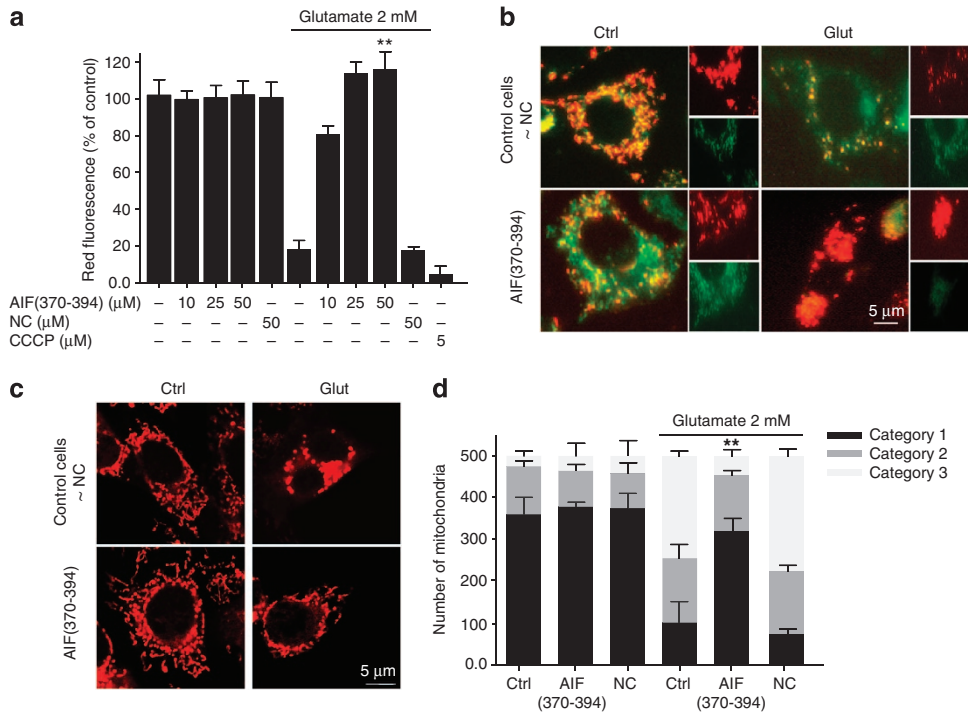 a
Glutamate 2 mM
**
Red fluorescence (% of control)
120
100
80
60
40
20
0.0
AIF(370-394) (μM) – 10 25 50 – – 10 25 50 – –
NC (μM) – – – – 50 – – – – 50 –
CCCP (μM) – – – – – – – – – – 5
b
Ctrl Glut
Control cells
~ NC
AIF(370-394)
5 μm
c
Ctrl Glut
Control cells
~ NC
AIF(370-394)
5 μm
d
Glutamate 2 mM
**
Category 1
Category 2
Category 3
Number of mitochondria
500
400
300
200
100
0.0
Ctrl AIF NC Ctrl AIF NC
(370-394) (370-394)